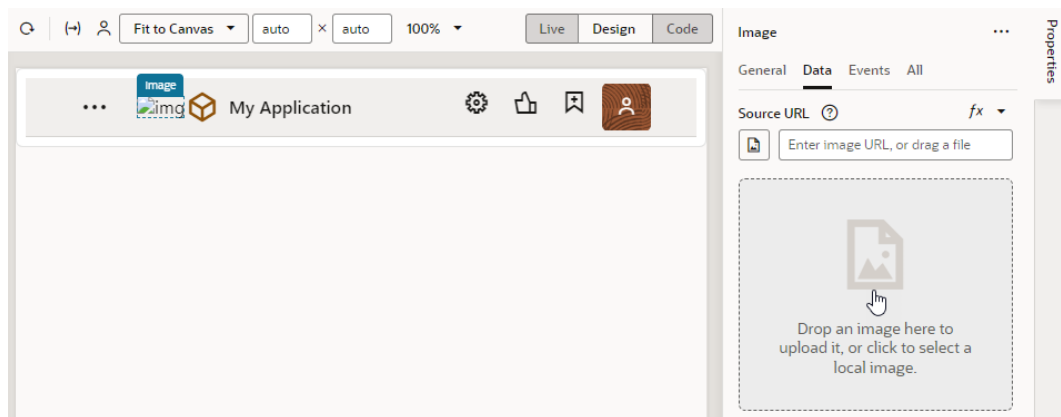 Fit to Canvas auto × auto 100% Live Design Code
Image
img My Application
Image
General Data Events All
Source URL ? fx
Enter image URL, or drag a file
Drop an image here to
upload it, or click to select a
local image.
Properties